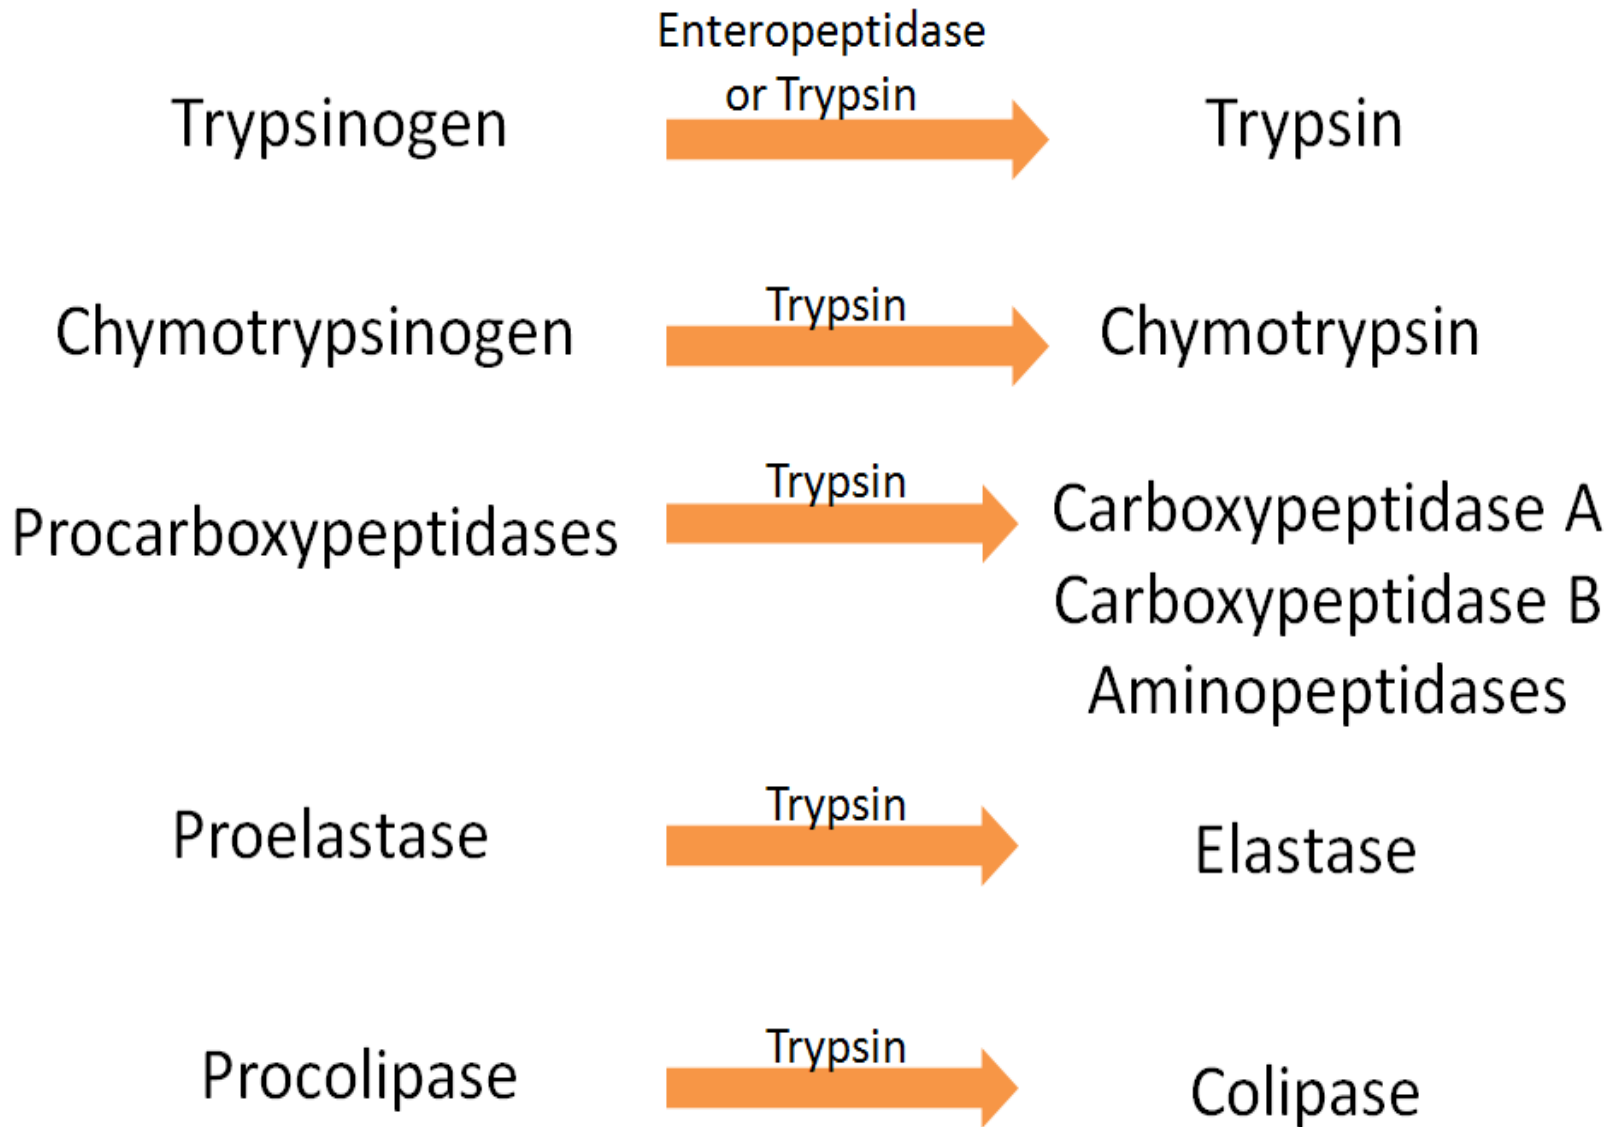 Enteropeptidase
or Trypsin
Trypsinogen
Trypsin
Trypsin
Chymotrypsinogen
Chymotrypsin
Trypsin
Procarboxypeptidases
Carboxypeptidase A
Carboxypeptidase B
Aminopeptidases
Trypsin
Proelastase
Elastase
Trypsin
Procolipase
Colipase